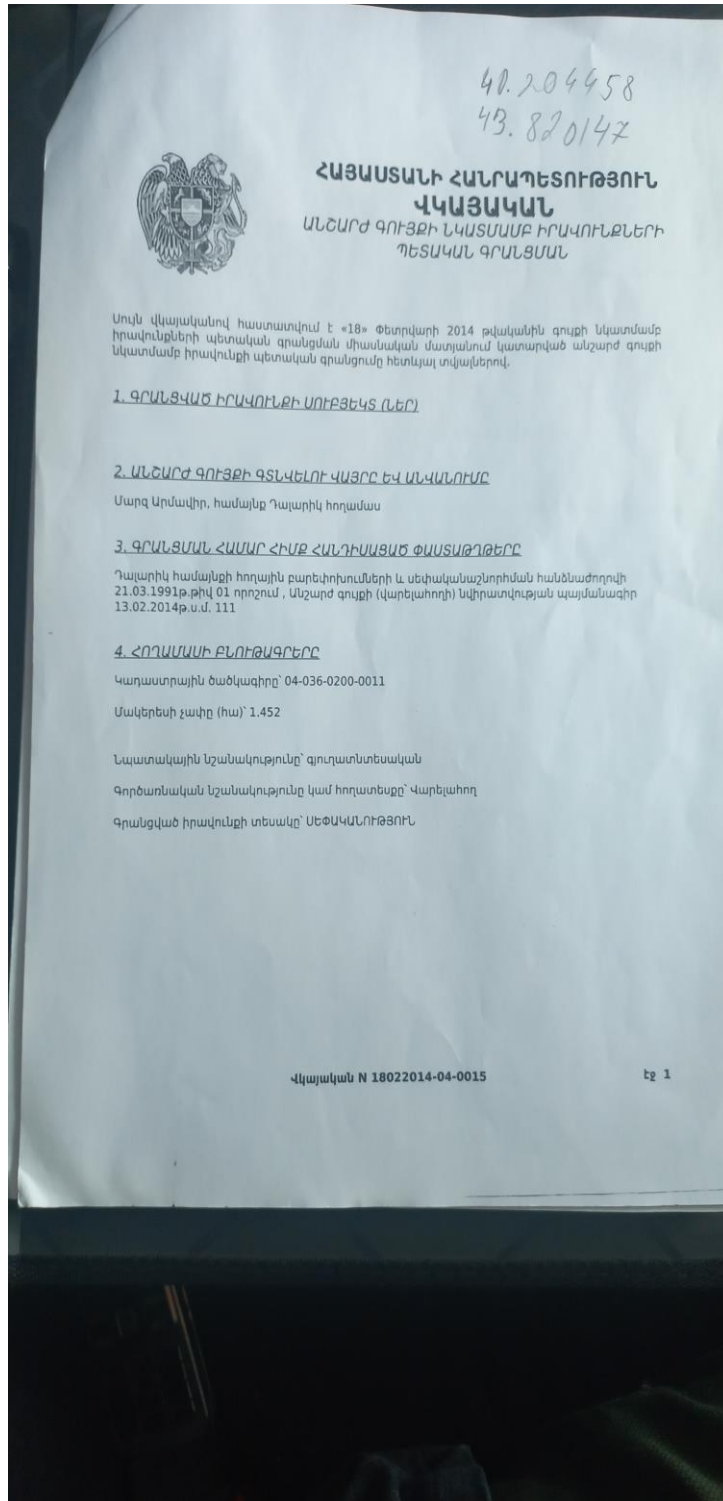 40.204458
43.820147
ՀԱՅԱՍՏԱՆԻ ՀԱՆՐԱՊԵՏՈՒԹՅՈՒՆ
ՎԿԱՅԱԿԱՆ
ԱՆՇԱՐԺ ԳՈՒՅՔԻ ՆԿԱՏՄԱՄԲ ԻՐԱՎՈՒՆՔՆԵՐԻ
ՊԵՏԱԿԱՆ ԳՐԱՆՑՄԱՆ
Սույն վկայականով հաստատվում է «18» Փետրվարի 2014 թվականին գույքի նկատմամբ
իրավունքների պետական գրանցման միասնական մատյանում կատարված անշարժ գույքի
նկատմամբ իրավունքի պետական գրանցումը հետևյալ տվյալներով.
1. ԳՐԱՆՑՎԱԾ ԻՐԱՎՈՒՆՔԻ ՍՈՒԲՅԵԿՏ (ՆԵՐ)
2. ԱՆՇԱՐԺ ԳՈՒՅՔԻ ԳՏՆՎԵԼՈՒ ՎԱՅՐԸ ԵՎ ԱՆՎԱՆՈՒՄԸ
Մարզ Արմավիր, համայնք Դալարիկ հողամաս
3. ԳՐԱՆՑՄԱՆ ՀԱՄԱՐ ՀԻՄՔ ՀԱՆԴԻՍԱՑԱԾ ՓԱՍՏԱԹՂԹԵՐԸ
Դալարիկ համայնքի հողային բարեփոխումների և սեփականաշնորհման հանձնաժողովի
21.03.1991թ.թիվ 01 որոշում , Անշարժ գույքի (վարելահողի) նվիրատվության պայմանագիր
13.02.2014թ.ս.մ. 111
4. ՀՈՂԱՄԱՍԻ ԲՆՈՒԹԱԳՐԵՐԸ
Կադաստրային ծածկագիրը՝ 04-036-0200-0011
Մակերեսի չափը (հա)՝ 1.452
Նպատակային նշանակությունը՝ գյուղատնտեսական
Գործառնական նշանակությունը կամ հողատեսքը՝ Վարելահող
Գրանցված իրավունքի տեսակը՝ ՍԵՓԱԿԱՆՈՒԹՅՈՒՆ
Վկայական N 18022014-04-0015 Էջ 1